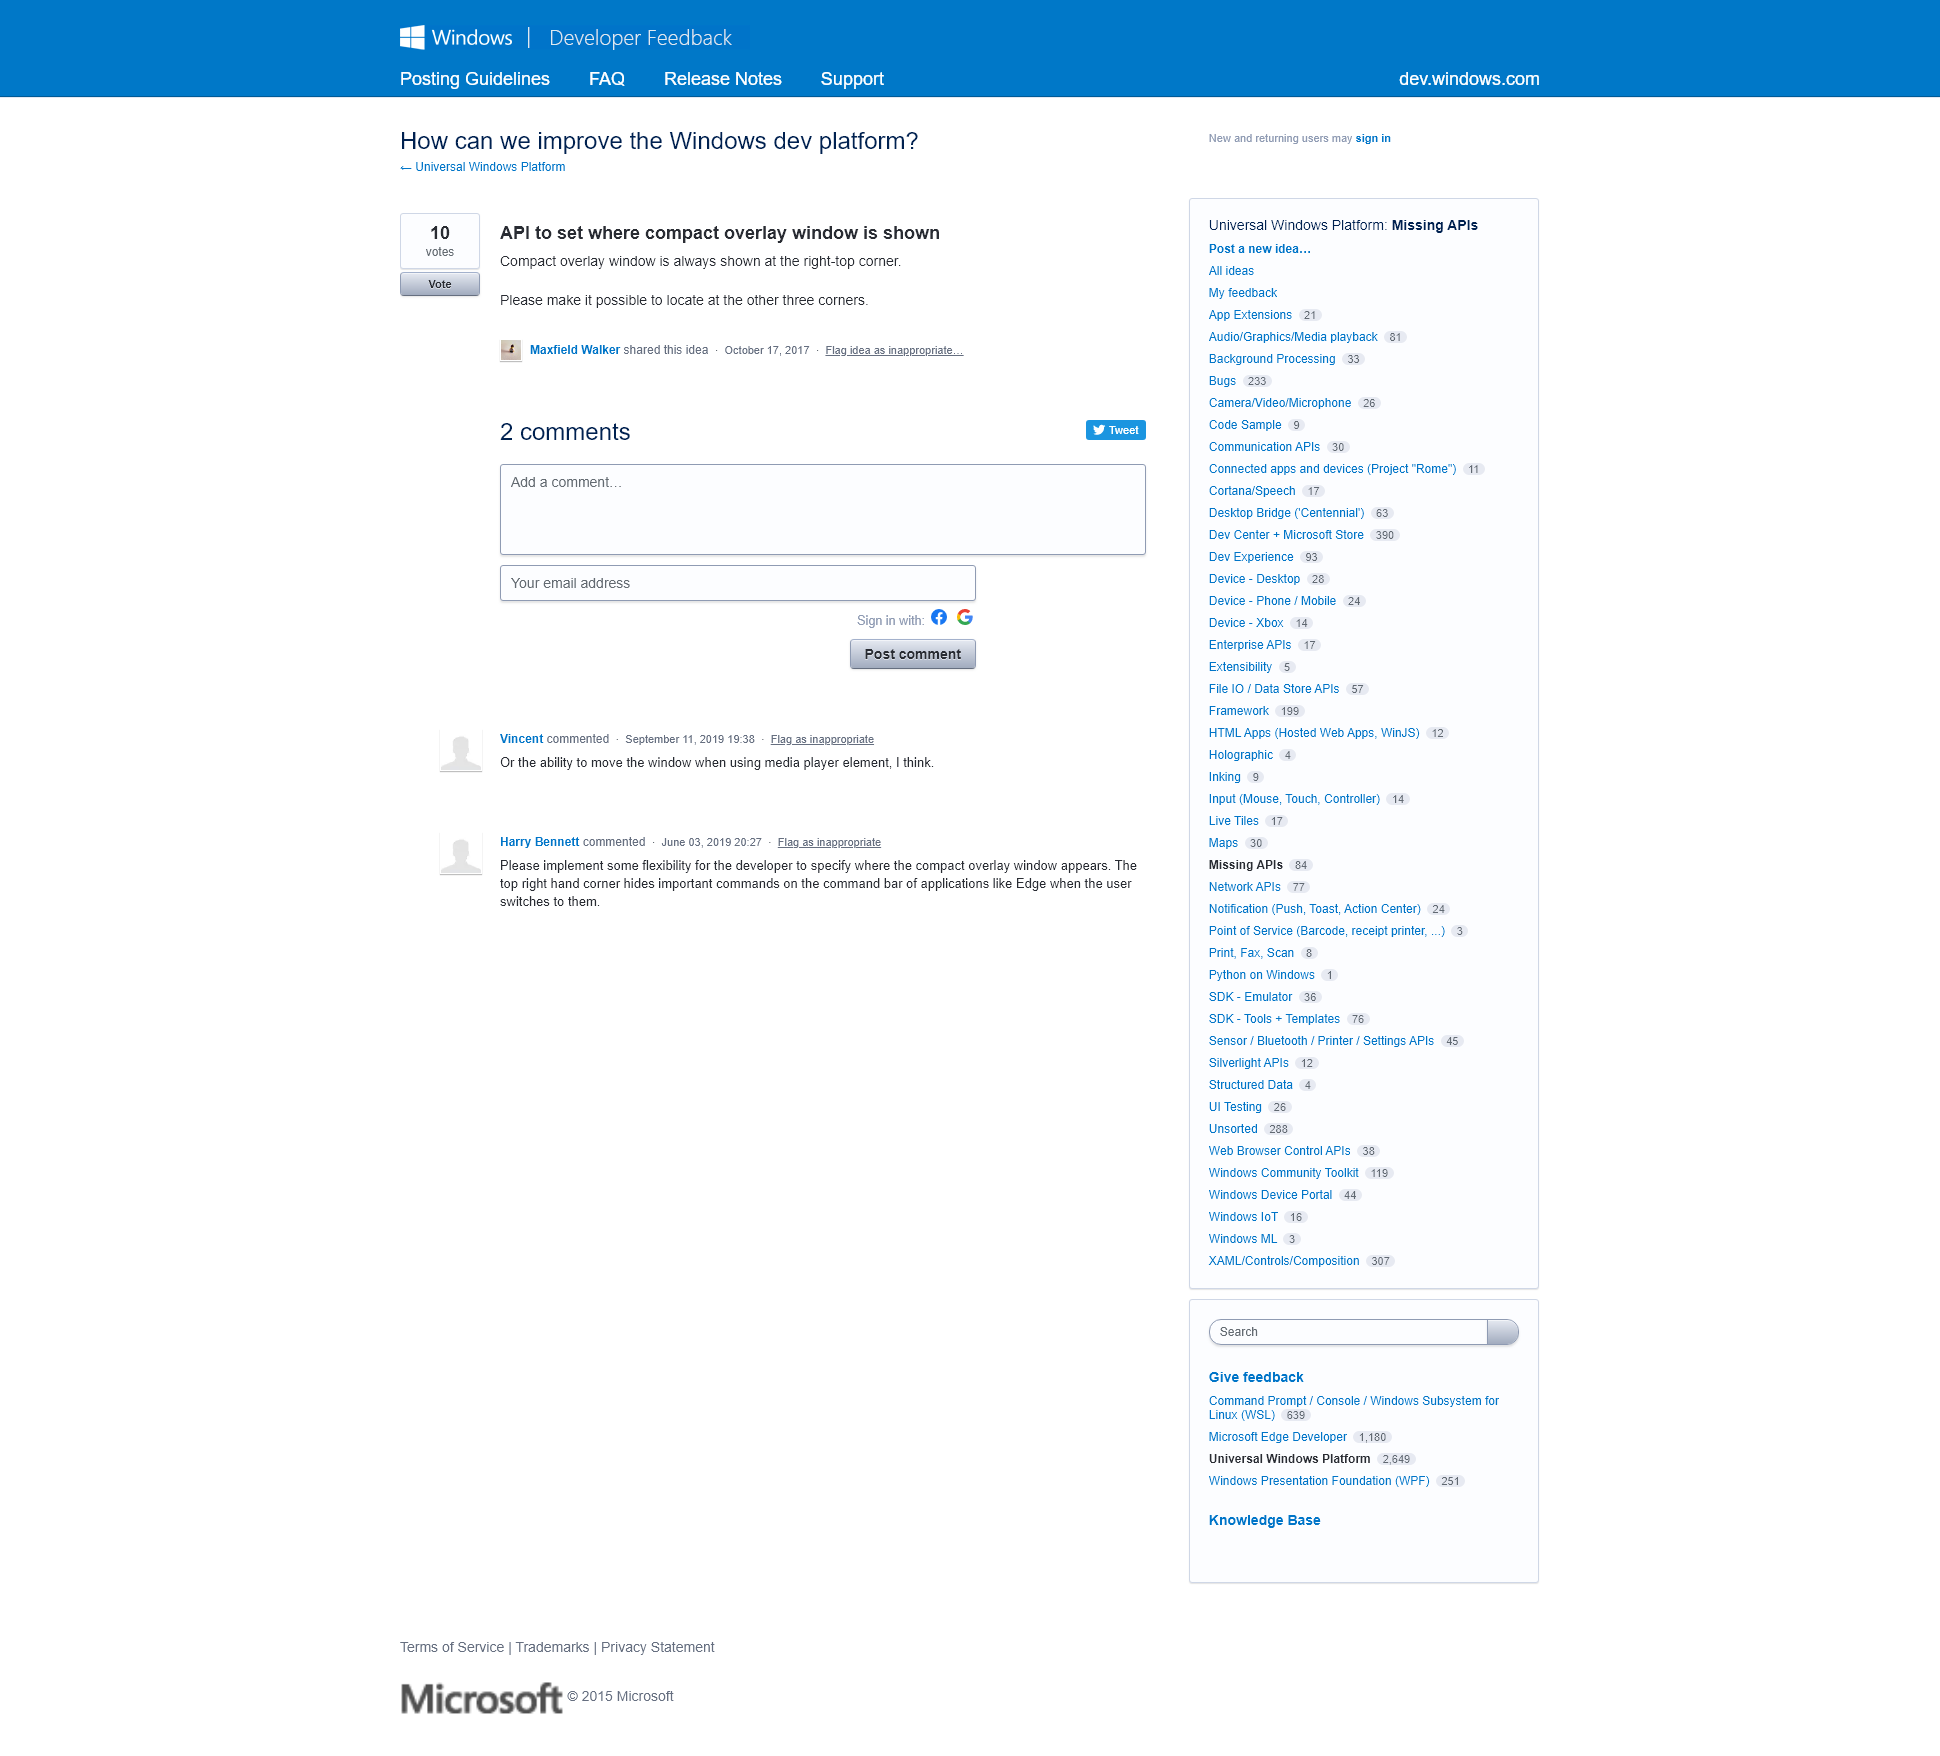 Windows | Developer Feedback
Posting Guidelines FAQ Release Notes Support dev.windows.com
How can we improve the Windows dev platform?
← Universal Windows Platform
New and returning users may sign in
10
votes
Vote
API to set where compact overlay window is shown
Compact overlay window is always shown at the right-top corner.
Please make it possible to locate at the other three corners.
Maxfield Walker shared this idea · October 17, 2017 · Flag idea as inappropriate…
2 comments
Tweet
Add a comment…
Your email address
Sign in with:
Post comment
Vincent commented · September 11, 2019 19:38 · Flag as inappropriate
Or the ability to move the window when using media player element, I think.
Harry Bennett commented · June 03, 2019 20:27 · Flag as inappropriate
Please implement some flexibility for the developer to specify where the compact overlay window appears. The
top right hand corner hides important commands on the command bar of applications like Edge when the user
switches to them.
Universal Windows Platform: Missing APIs
Post a new idea…
All ideas
My feedback
App Extensions 21
Audio/Graphics/Media playback 81
Background Processing 33
Bugs 233
Camera/Video/Microphone 26
Code Sample 9
Communication APIs 30
Connected apps and devices (Project "Rome") 11
Cortana/Speech 17
Desktop Bridge ('Centennial') 63
Dev Center + Microsoft Store 390
Dev Experience 93
Device - Desktop 28
Device - Phone / Mobile 24
Device - Xbox 14
Enterprise APIs 17
Extensibility 5
File IO / Data Store APIs 57
Framework 199
HTML Apps (Hosted Web Apps, WinJS) 12
Holographic 4
Inking 9
Input (Mouse, Touch, Controller) 14
Live Tiles 17
Maps 30
Missing APIs 84
Network APIs 77
Notification (Push, Toast, Action Center) 24
Point of Service (Barcode, receipt printer, ...) 3
Print, Fax, Scan 8
Python on Windows 1
SDK - Emulator 36
SDK - Tools + Templates 76
Sensor / Bluetooth / Printer / Settings APIs 45
Silverlight APIs 12
Structured Data 4
UI Testing 26
Unsorted 288
Web Browser Control APIs 38
Windows Community Toolkit 119
Windows Device Portal 44
Windows IoT 16
Windows ML 3
XAML/Controls/Composition 307
Search
Give feedback
Command Prompt / Console / Windows Subsystem for
Linux (WSL) 639
Microsoft Edge Developer 1,180
Universal Windows Platform 2,649
Windows Presentation Foundation (WPF) 251
Knowledge Base
Terms of Service | Trademarks | Privacy Statement
Microsoft © 2015 Microsoft